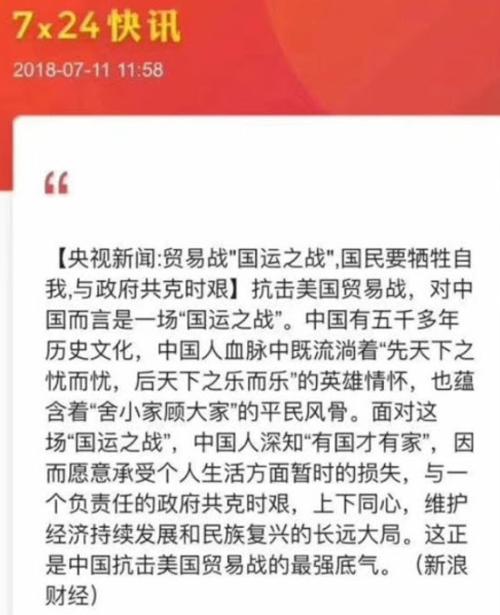 7x24快讯
2018-07-11 11:58
【央视新闻:贸易战"国运之战",国民要牺牲自
我,与政府共克时艰】抗击美国贸易战，对中
国而言是一场“国运之战”。中国有五千多年
历史文化，中国人血脉中既流淌着“先天下之
忧而忧，后天下之乐而乐”的英雄情怀，也蕴
含着“舍小家顾大家”的平民风骨。面对这
场“国运之战”，中国人深知“有国才有家”，因
而愿意承受个人生活方面暂时的损失，与一
个负责任的政府共克时艰，上下同心，维护
经济持续发展和民族复兴的长远大局。这正
是中国抗击美国贸易战的最强底气。（新浪
财经）